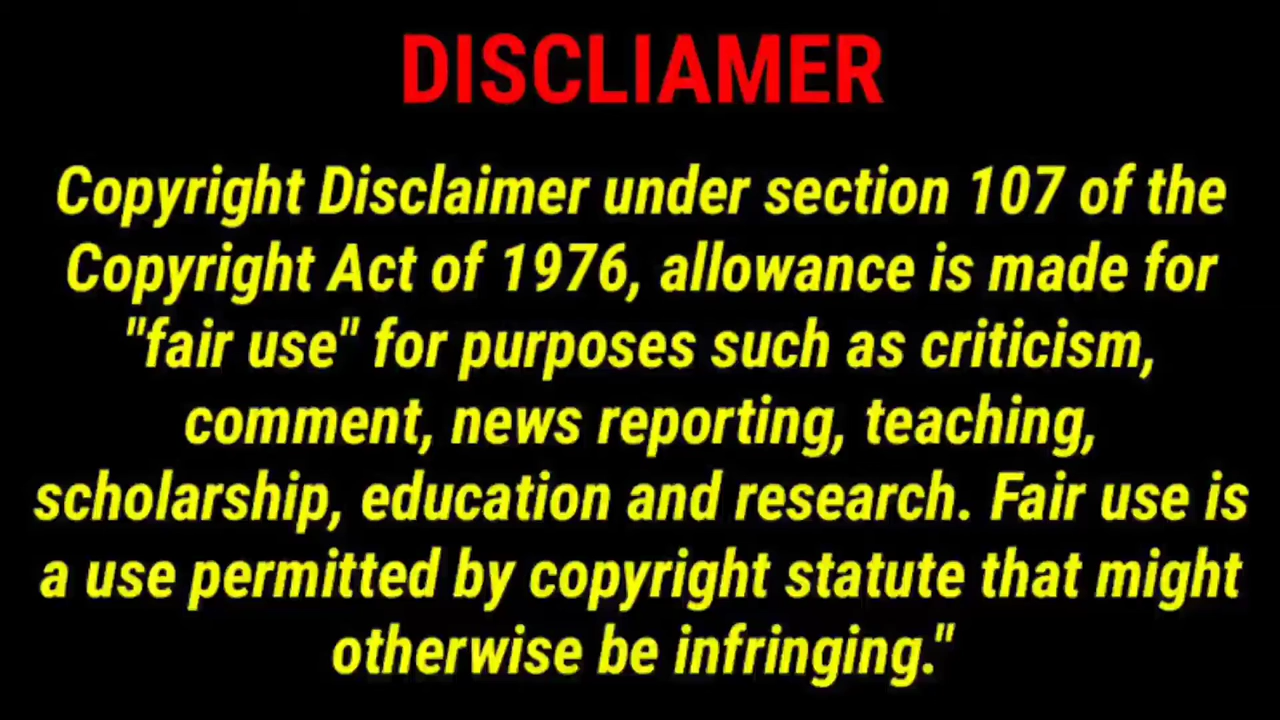 DISCLIAMER
Copyright Disclaimer under section 107 of the
Copyright Act of 1976, allowance is made for
"fair use" for purposes such as criticism,
comment, news reporting, teaching,
scholarship, education and research. Fair use is
a use permitted by copyright statute that might
otherwise be infringing."